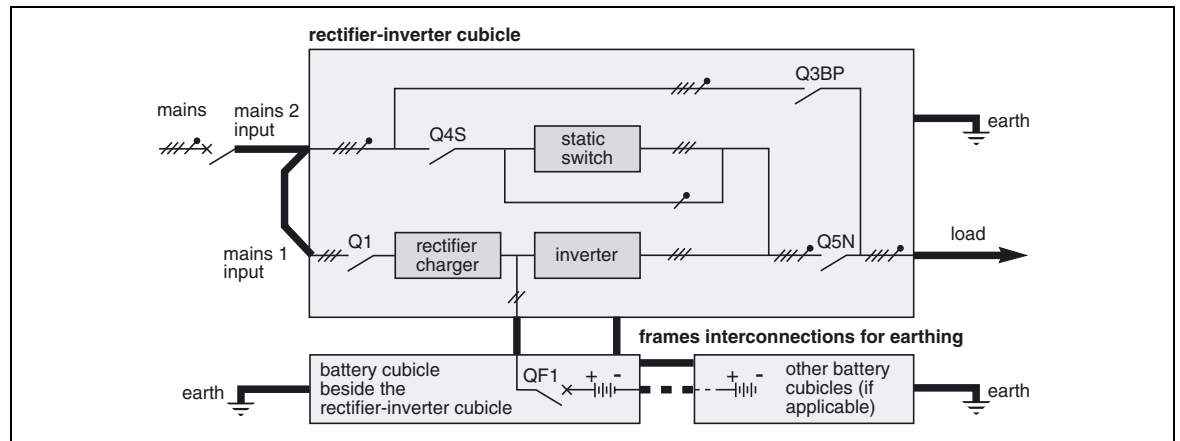 rectifier-inverter cubicle
Q3BP
mains
mains 2
input
Q4S
static
switch
earth
mains 1
input
Q1
rectifier
charger
inverter
Q5N
load
frames interconnections for earthing
battery cubicle
beside the
rectifier-inverter cubicle
QF1
+ -
+ -
other battery
cubicles (if
applicable)
earth
earth